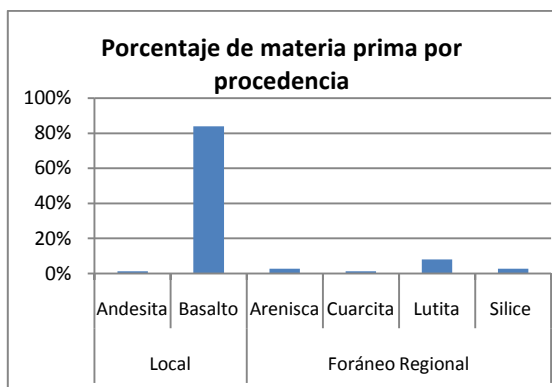 Porcentaje de materia prima por
procedencia
100%
80%
60%
40%
20%
0%
Andesita Basalto Arenisca Cuarcita Lutita Silice
Local Foráneo Regional